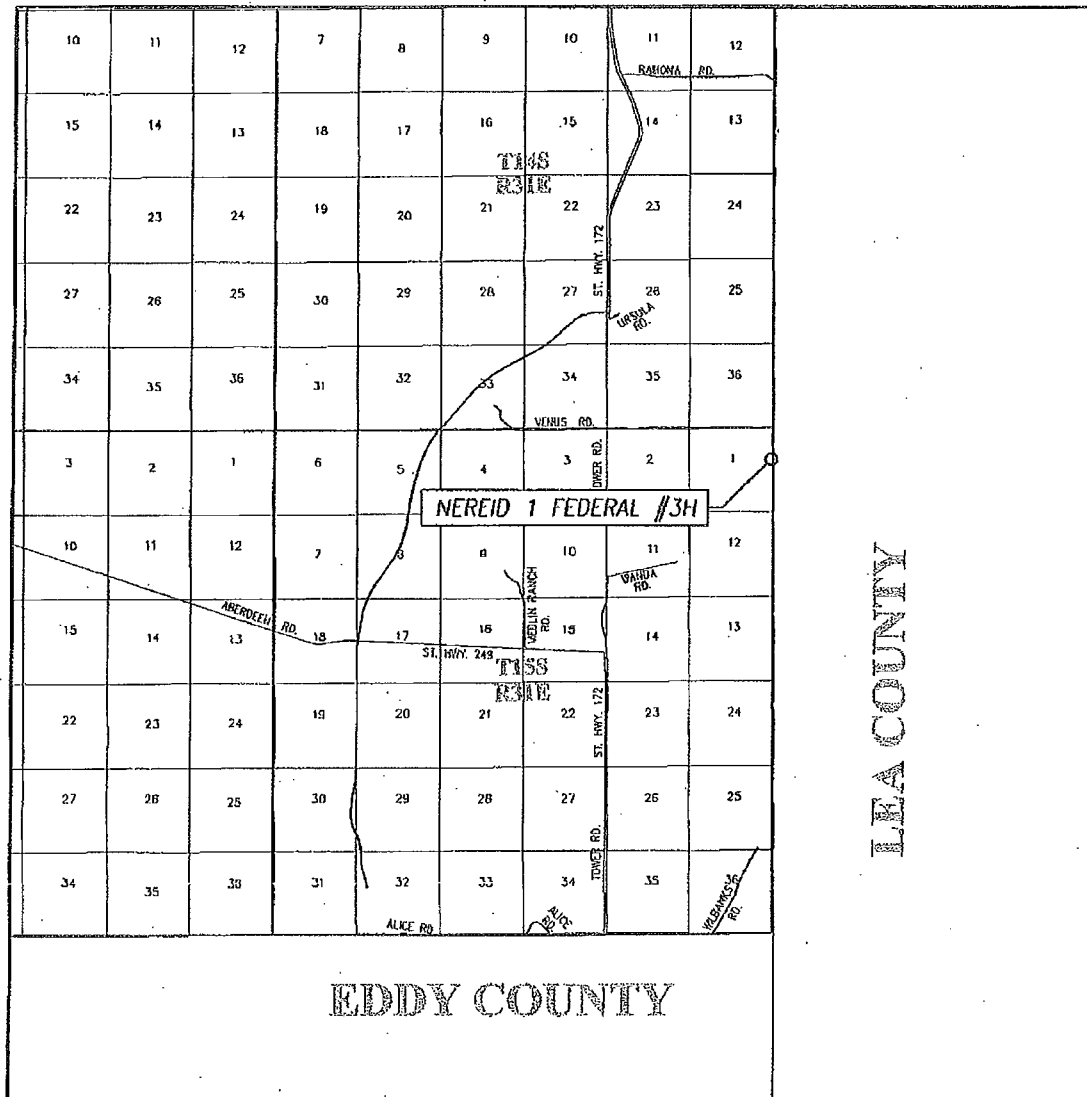 10 11 12 7 8 9 10 11 12
RAMONA RD.
15 14 13 18 17 16 15 14 13
T14S
R31E
22 23 24 19 20 21 22 23 24
ST. HWY. 172
27 26 25 30 29 28 27 26 25
URSULA
RD.
34 35 36 31 32 33 34 35 36
VENUS RD.
3 2 1 6 5 4 3 2 1
NEREID 1 FEDERAL #3H
10 11 12 7 8 9 10 11 12
WANDA
RD.
MEDLIN RANCH
RD.
ABERDEEN RD.
15 14 13 18 17 16 15 14 13
ST. HWY. 249
T15S
R31E
22 23 24 19 20 21 22 23 24
ST. HWY. 172
27 26 25 30 29 28 27 26 25
TOWER RD.
34 35 36 31 32 33 34 35 36
WILBANKS
RD.
ALICE RD
ALICE
RD.
LEA COUNTY
EDDY COUNTY